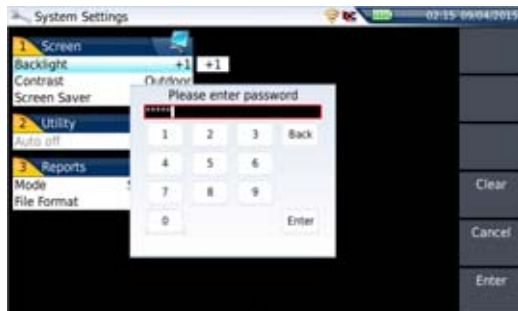 System Settings
02:15 09/04/2015
1 Screen
Backlight +1 +1
Contrast Outdoor
Screen Saver
2 Utility
Auto off
3 Reports
Mode
File Format
Please enter password
*****
1 2 3 Back
4 5 6
7 8 9
0 Enter
Clear
Cancel
Enter